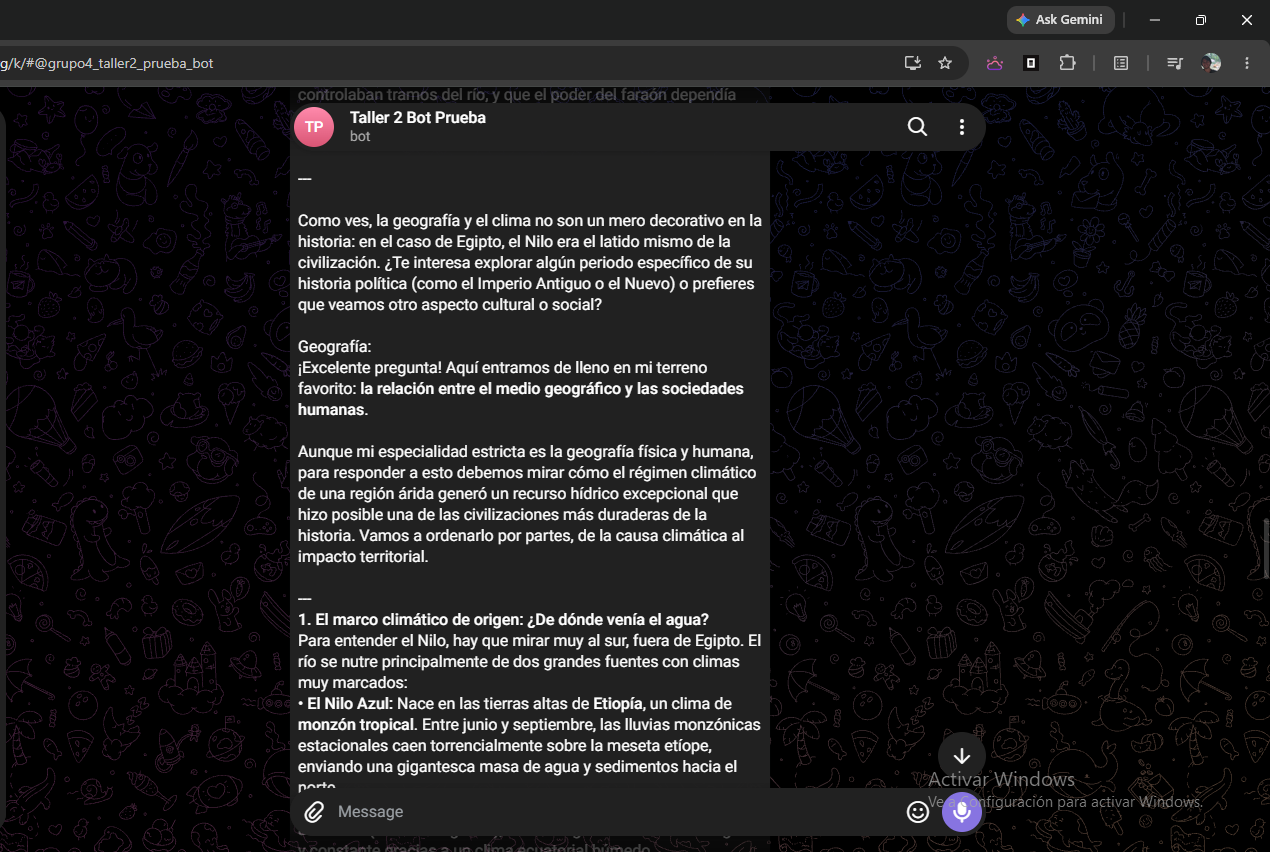 Ask Gemini
g/k/#@grupo4_taller2_prueba_bot
controlaban tramos del río, y que el poder del faraón dependía
TP
Taller 2 Bot Prueba
bot
---
Como ves, la geografía y el clima no son un mero decorativo en la
historia: en el caso de Egipto, el Nilo era el latido mismo de la
civilización. ¿Te interesa explorar algún periodo específico de su
historia política (como el Imperio Antiguo o el Nuevo) o prefieres
que veamos otro aspecto cultural o social?
Geografía:
¡Excelente pregunta! Aquí entramos de lleno en mi terreno
favorito: la relación entre el medio geográfico y las sociedades
humanas.
Aunque mi especialidad estricta es la geografía física y humana,
para responder a esto debemos mirar cómo el régimen climático
de una región árida generó un recurso hídrico excepcional que
hizo posible una de las civilizaciones más duraderas de la
historia. Vamos a ordenarlo por partes, de la causa climática al
impacto territorial.
---
1. El marco climático de origen: ¿De dónde venía el agua?
Para entender el Nilo, hay que mirar muy al sur, fuera de Egipto. El
río se nutre principalmente de dos grandes fuentes con climas
muy marcados:
• El Nilo Azul: Nace en las tierras altas de Etiopía, un clima de
monzón tropical. Entre junio y septiembre, las lluvias monzónicas
estacionales caen torrencialmente sobre la meseta etíope,
enviando una gigantesca masa de agua y sedimentos hacia el
norte.
Message
Activar Windows
Ve a Configuración para activar Windows.
y constante gracias a un clima ecuatorial húmedo.